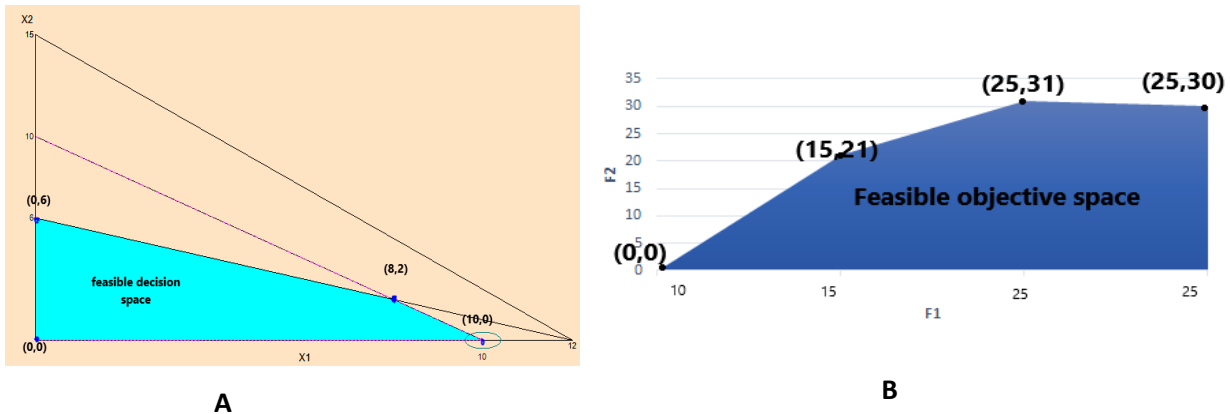 X2
15
10
(0,6)
6
feasible decision
space
(8,2)
(10,0)
(0,0)
X1
10
12
A
35
30
25
20
15
10
5
0
F2
(0,0)
(15,21)
(25,31)
(25,30)
Feasible objective space
10
15
25
25
F1
B